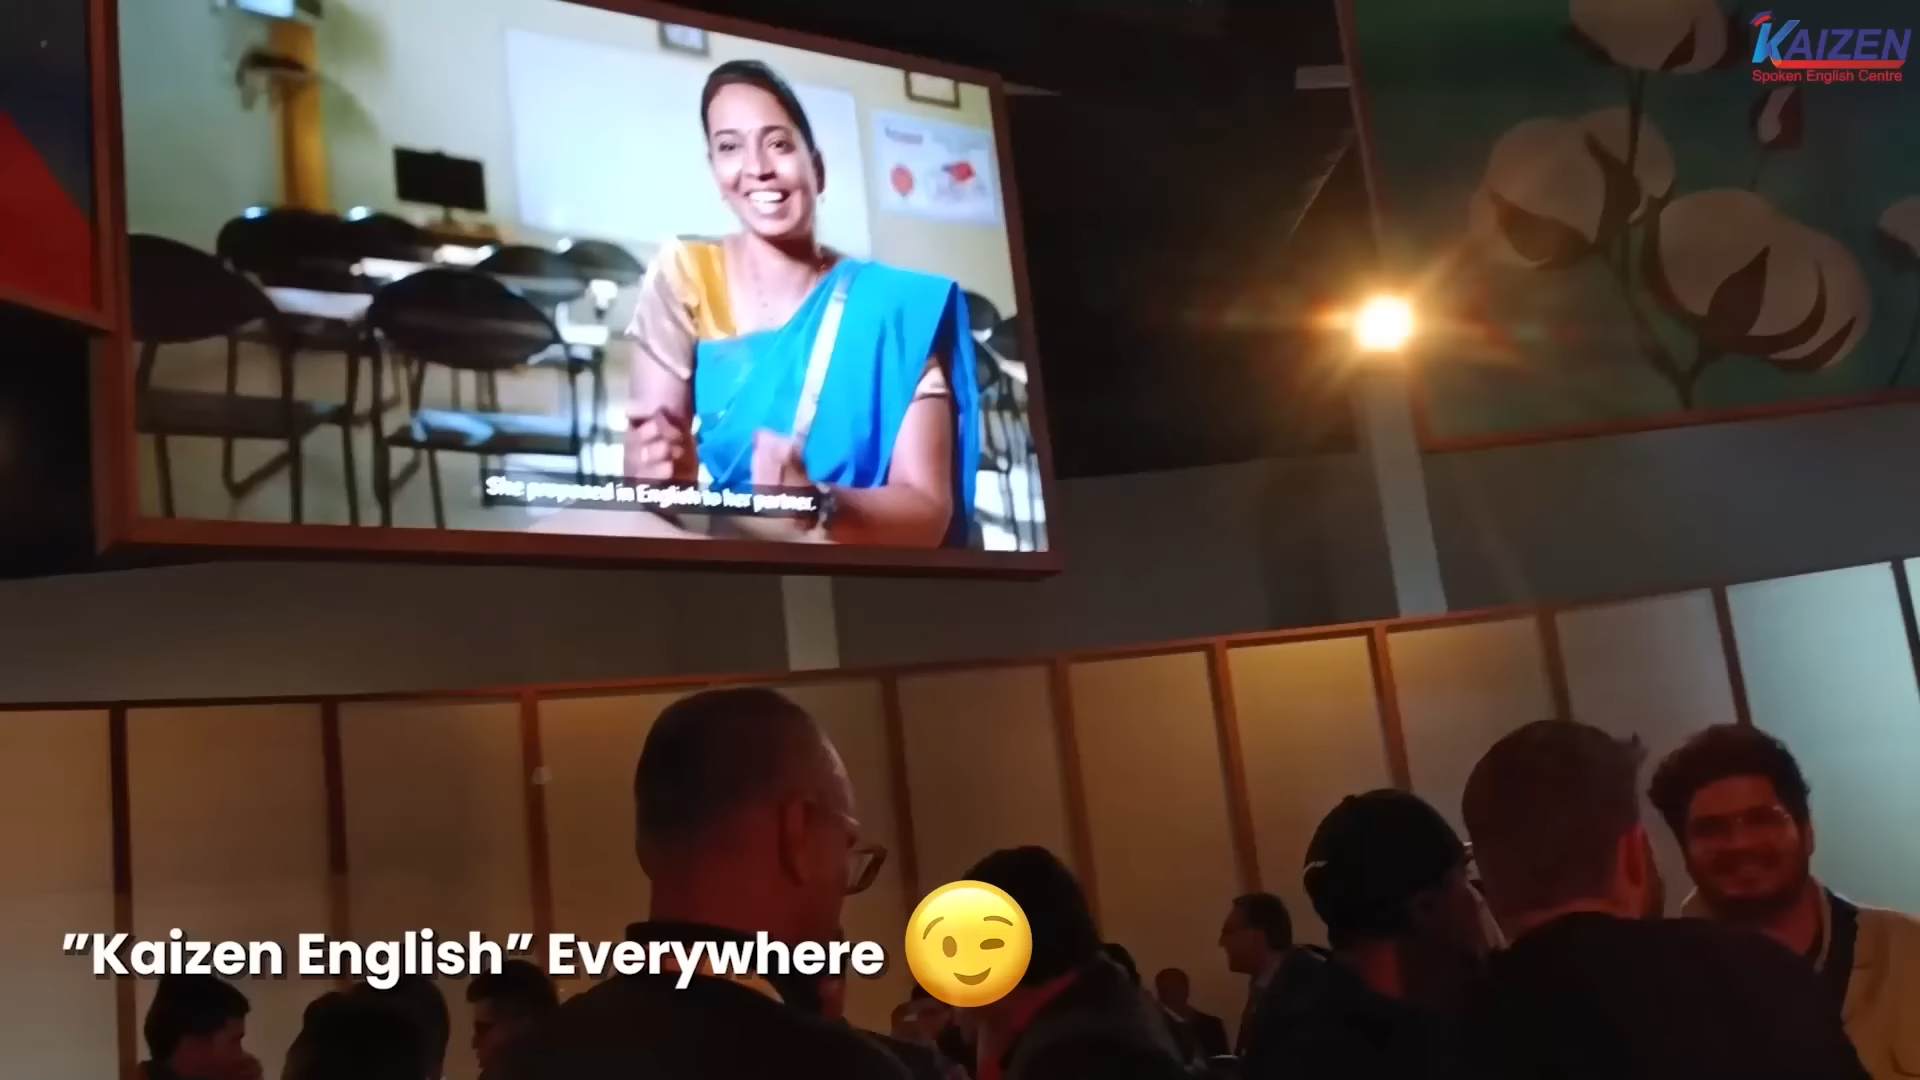 KAIZEN
Spoken English Centre
She proposed in English to her partner.
”Kaizen English” Everywhere